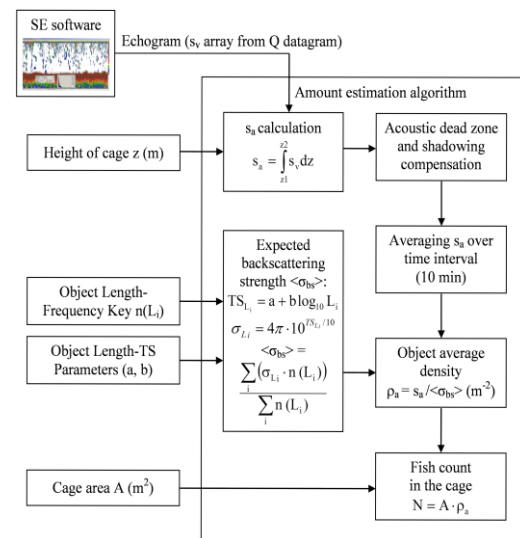 SE software
Echogram (sv array from Q datagram)
Amount estimation algorithm
Height of cage z (m)
sa calculation
sa = ∫z1z2 svdz
Acoustic dead zone
and shadowing
compensation
Averaging sa over
time interval
(10 min)
Object Length-
Frequency Key n(Li)
Object Length-TS
Parameters (a, b)
Expected
backscattering
strength <σbs>:
TSLi = a + b log10 Li
σLi = 4π · 10^TSLi/10
<σbs> =
∑i (σLi · n (Li))
∑i n (Li)
Object average
density
ρa = sa /<σbs> (m-2)
Cage area A (m2)
Fish count
in the cage
N = A · ρa